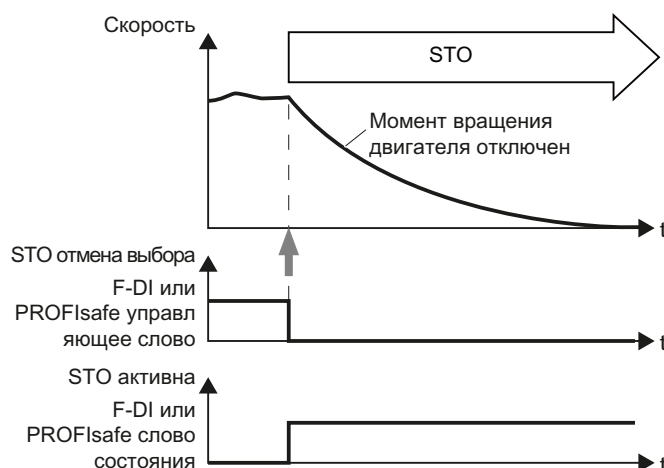 Скорость
STO
Момент вращения
двигателя отключен
t
STO отмена выбора
F-DI или
PROFIsafe управл
яющее слово
t
STO активна
F-DI или
PROFIsafe слово
состояния
t